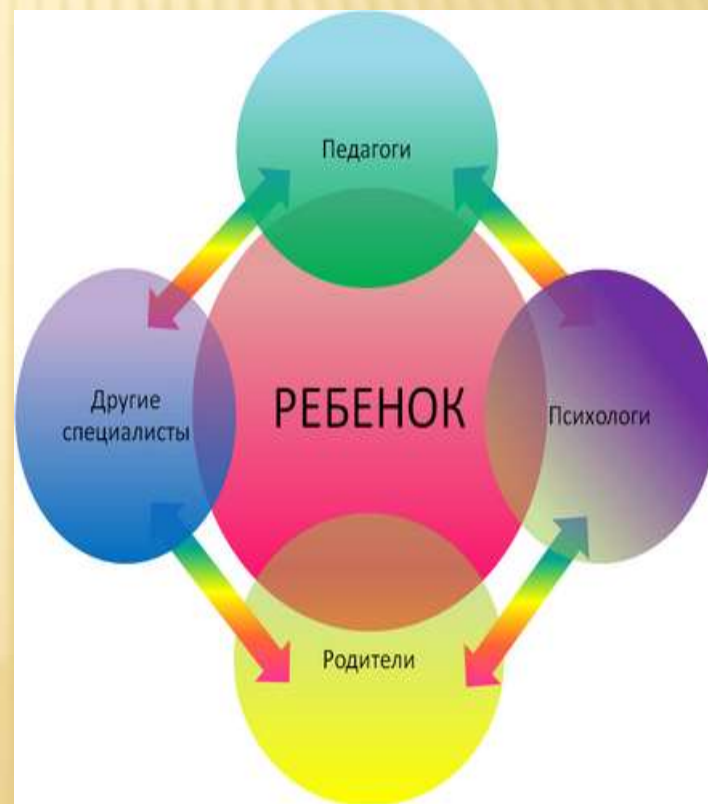 Педагоги
Другие
специалисты
РЕБЕНОК
Психологи
Родители